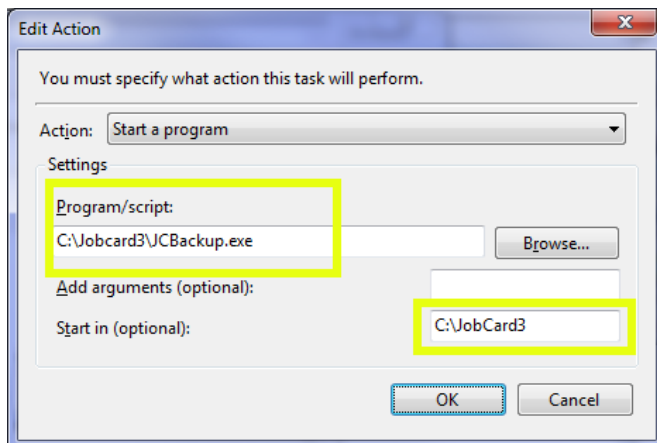 Edit Action
You must specify what action this task will perform.
Action: Start a program
Settings
Program/script:
C:\Jobcard3\JCBackup.exe
Browse...
Add arguments (optional):
Start in (optional): C:\JobCard3
OK Cancel